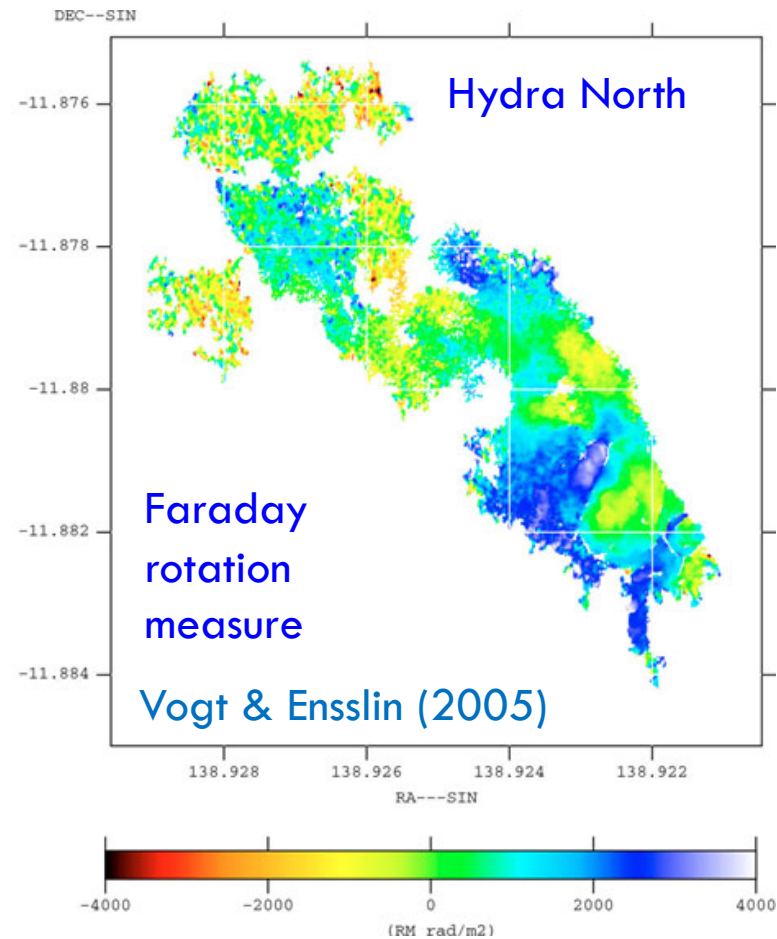 DEC--SIN
Hydra North
-11.876
-11.878
-11.88
-11.882
-11.884
Faraday
rotation
measure
Vogt & Ensslin (2005)
138.928 138.926 138.924 138.922
RA---SIN
-4000 -2000 0 2000 4000
(RM rad/m2)